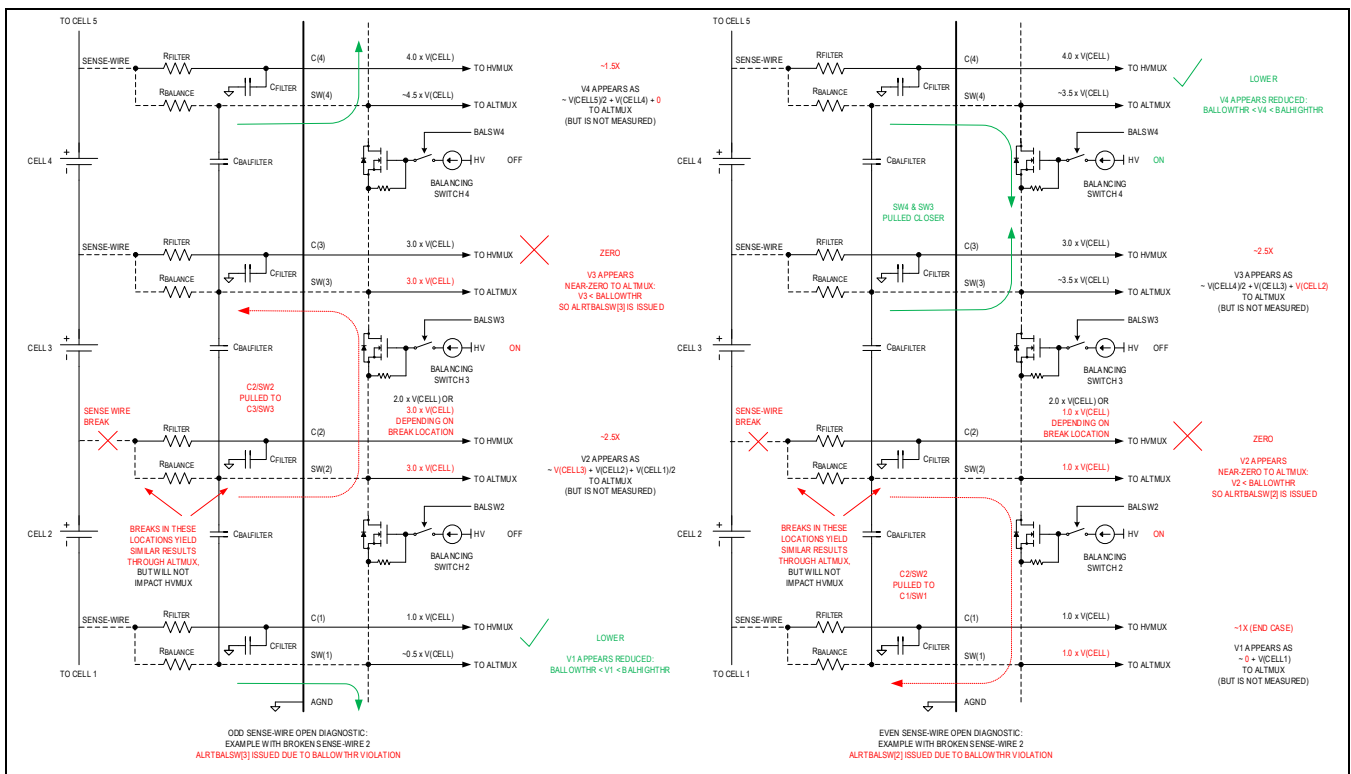 TO CELL 5
SENSE-WIRE
RFILTER
C(4)
4.0 x V(CELL)
TO HVMUX
CFILTER
RBALANCE
SW(4)
~4.5 x V(CELL)
TO ALTMUX
~1.5X
V4 APPEARS AS
~ V(CELL5)/2 + V(CELL4) + 0
TO ALTMUX
(BUT IS NOT MEASURED)
BALSW4
HV
OFF
BALANCING
SWITCH 4
CELL 4
+
-
CBALFILTER
SENSE-WIRE
RFILTER
C(3)
3.0 x V(CELL)
TO HVMUX
CFILTER
RBALANCE
SW(3)
3.0 x V(CELL)
TO ALTMUX
ZERO
V3 APPEARS
NEAR-ZERO TO ALTMUX:
V3 < BALLOWTHR
SO ALRTBALSW[3] IS ISSUED
BALSW3
HV
ON
BALANCING
SWITCH 3
CELL 3
+
-
CBALFILTER
C2/SW2
PULLED TO
C3/SW3
2.0 x V(CELL) OR
3.0 x V(CELL)
DEPENDING ON
BREAK LOCATION
SENSE WIRE
BREAK
RFILTER
C(2)
TO HVMUX
CFILTER
RBALANCE
SW(2)
3.0 x V(CELL)
TO ALTMUX
~2.5X
V2 APPEARS AS
~ V(CELL3) + V(CELL2) + V(CELL1)/2
TO ALTMUX
(BUT IS NOT MEASURED)
BREAKS IN THESE
LOCATIONS YIELD
SIMILAR RESULTS
THROUGH ALTMUX,
BUT WILL NOT
IMPACT HVMUX
BALSW2
HV
OFF
BALANCING
SWITCH 2
CELL 2
+
-
CBALFILTER
SENSE-WIRE
RFILTER
C(1)
1.0 x V(CELL)
TO HVMUX
CFILTER
RBALANCE
SW(1)
~0.5 x V(CELL)
TO ALTMUX
LOWER
V1 APPEARS REDUCED:
BALLOWTHR < V1 < BALHIGHTHR
TO CELL 1
AGND
ODD SENSE-WIRE OPEN DIAGNOSTIC:
EXAMPLE WITH BROKEN SENSE-WIRE 2
ALRTBALSW[3] ISSUED DUE TO BALLOWTHR VIOLATION
TO CELL 5
SENSE-WIRE
RFILTER
C(4)
4.0 x V(CELL)
TO HVMUX
CFILTER
RBALANCE
SW(4)
~3.5 x V(CELL)
TO ALTMUX
LOWER
V4 APPEARS REDUCED:
BALLOWTHR < V4 < BALHIGHTHR
BALSW4
HV
ON
BALANCING
SWITCH 4
CELL 4
+
-
CBALFILTER
SW4 & SW3
PULLED CLOSER
SENSE-WIRE
RFILTER
C(3)
3.0 x V(CELL)
TO HVMUX
CFILTER
RBALANCE
SW(3)
~3.5 x V(CELL)
TO ALTMUX
~2.5X
V3 APPEARS AS
~ V(CELL4)/2 + V(CELL3) + V(CELL2)
TO ALTMUX
(BUT IS NOT MEASURED)
BALSW3
HV
OFF
BALANCING
SWITCH 3
CELL 3
+
-
CBALFILTER
2.0 x V(CELL) OR
1.0 x V(CELL)
DEPENDING ON
BREAK LOCATION
SENSE-WIRE
BREAK
RFILTER
C(2)
TO HVMUX
CFILTER
RBALANCE
SW(2)
1.0 x V(CELL)
TO ALTMUX
ZERO
V2 APPEARS
NEAR-ZERO TO ALTMUX:
V2 < BALLOWTHR
SO ALRTBALSW[2] IS ISSUED
BREAKS IN THESE
LOCATIONS YIELD
SIMILAR RESULTS
THROUGH ALTMUX,
BUT WILL NOT
IMPACT HVMUX
BALSW2
HV
ON
BALANCING
SWITCH 2
CELL 2
+
-
CBALFILTER
C2/SW2
PULLED TO
C1/SW1
SENSE-WIRE
RFILTER
C(1)
1.0 x V(CELL)
TO HVMUX
CFILTER
RBALANCE
SW(1)
1.0 x V(CELL)
TO ALTMUX
~1X (END CASE)
V1 APPEARS AS
~ 0 + V(CELL1)
TO ALTMUX
(BUT IS NOT MEASURED)
TO CELL 1
AGND
EVEN SENSE-WIRE OPEN DIAGNOSTIC:
EXAMPLE WITH BROKEN SENSE-WIRE 2
ALRTBALSW[2] ISSUED DUE TO BALLOWTHR VIOLATION